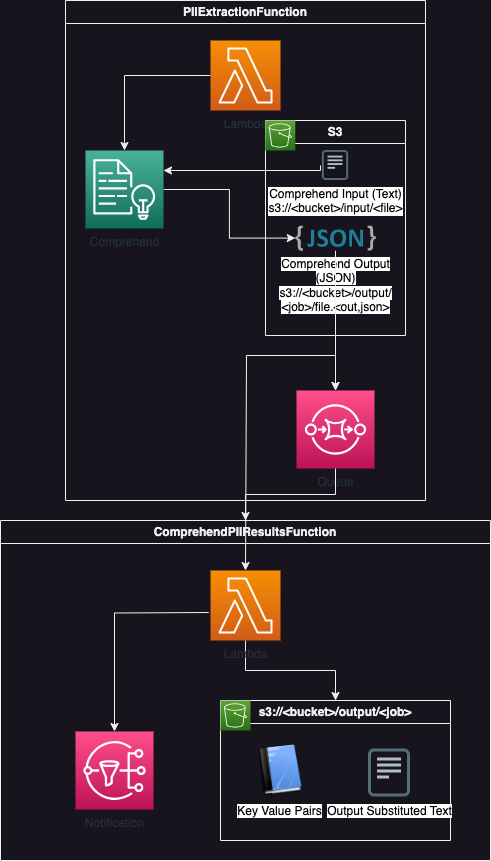 PIIExtractionFunction
Lambda
S3
Comprehend Input (Text)
s3://<bucket>/input/<file>
Comprehend
{JSON}
Comprehend Output
(JSON)
s3://<bucket>/output/
<job>/file.<out,json>
Queue
ComprehendPIIResultsFunction
Lambda
s3://<bucket>/output/<job>
Key Value Pairs
Output Substituted Text
Notification